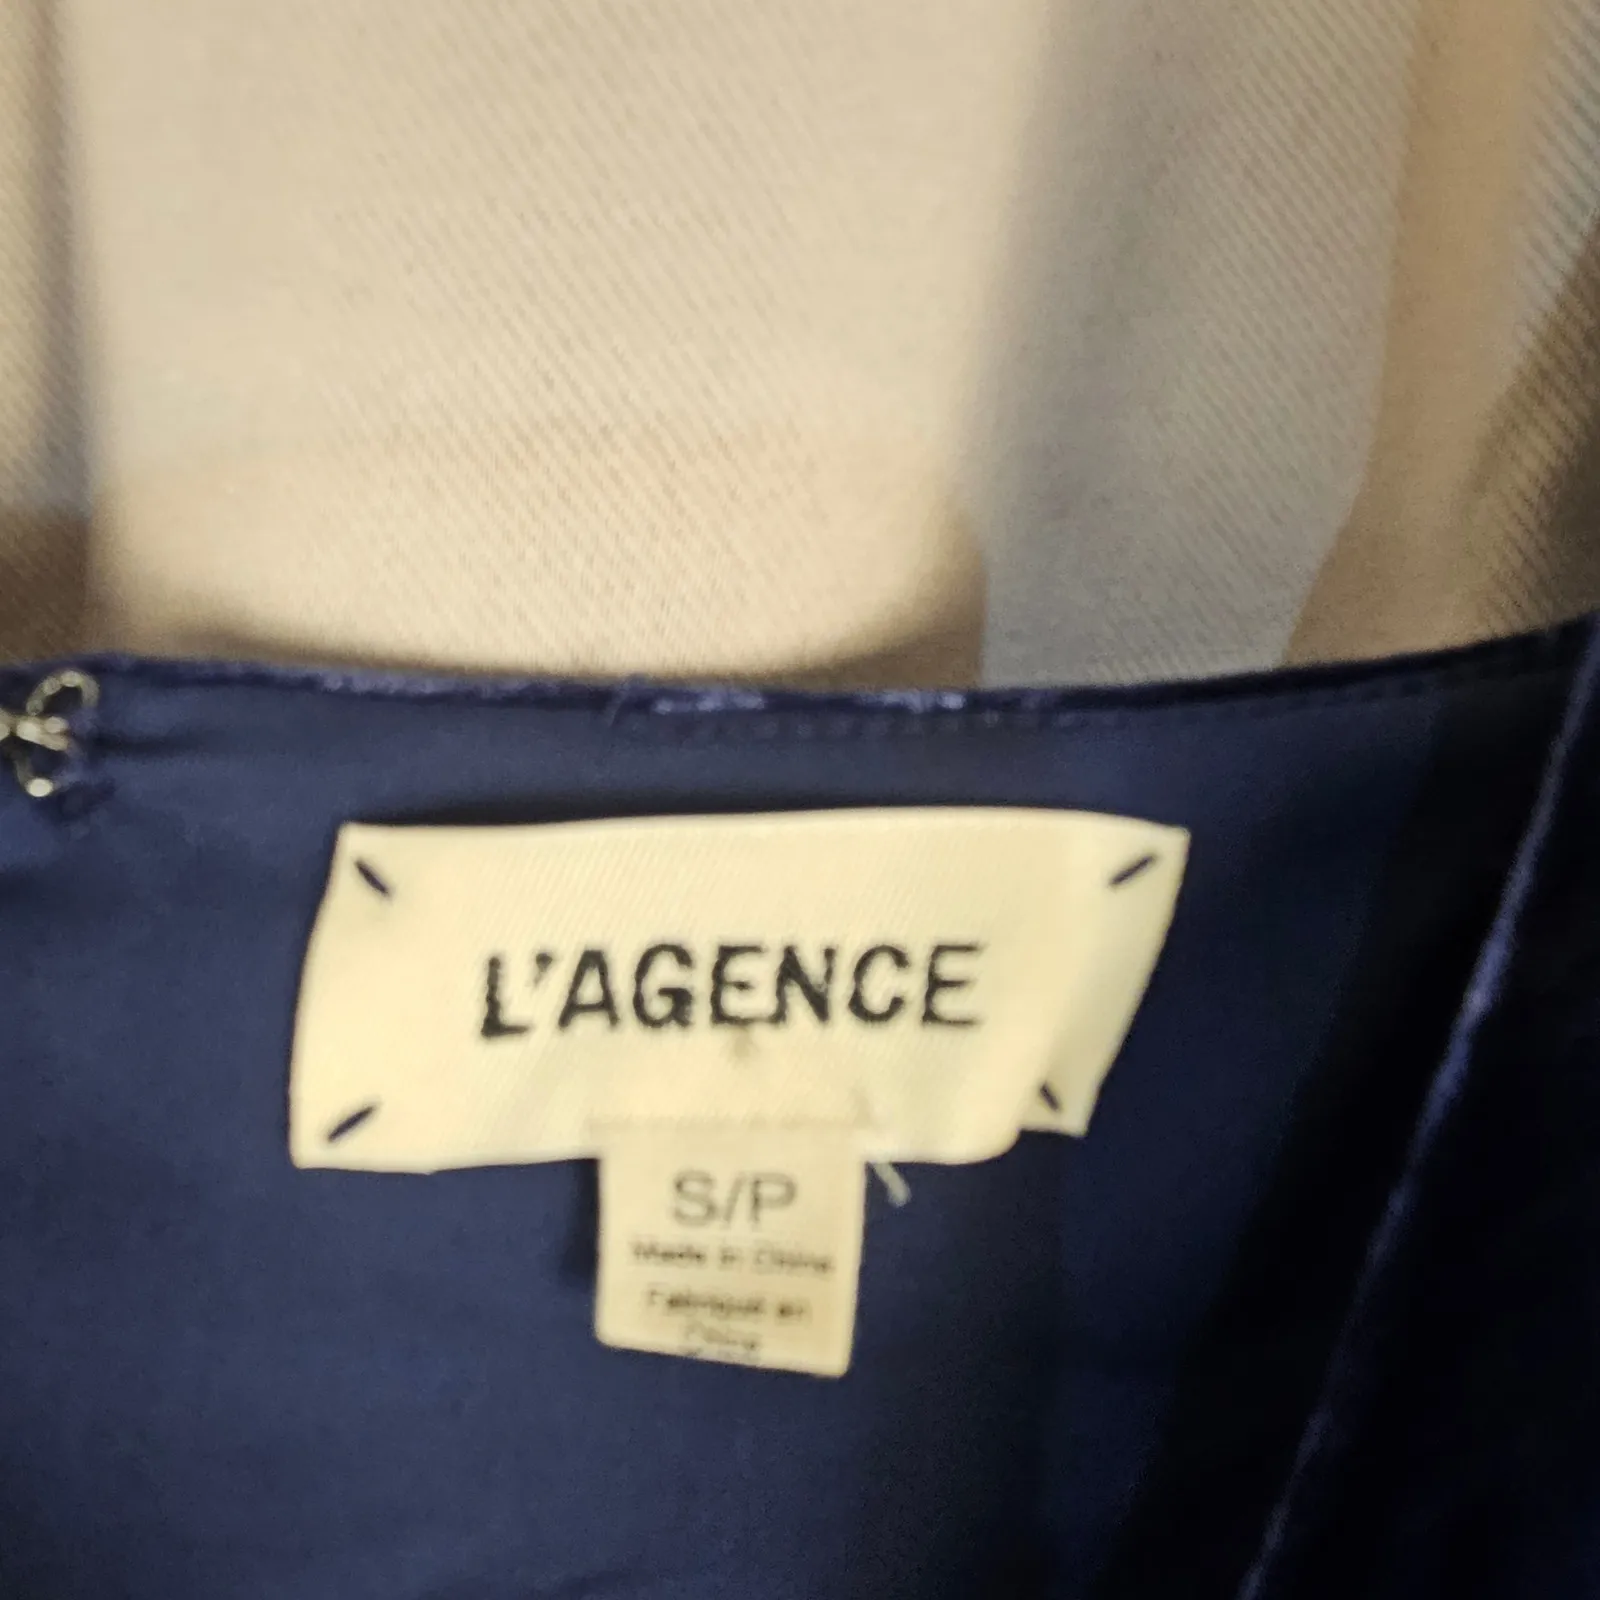 L'AGENCE
S/P
Made in China
Fabriqué en
Chine